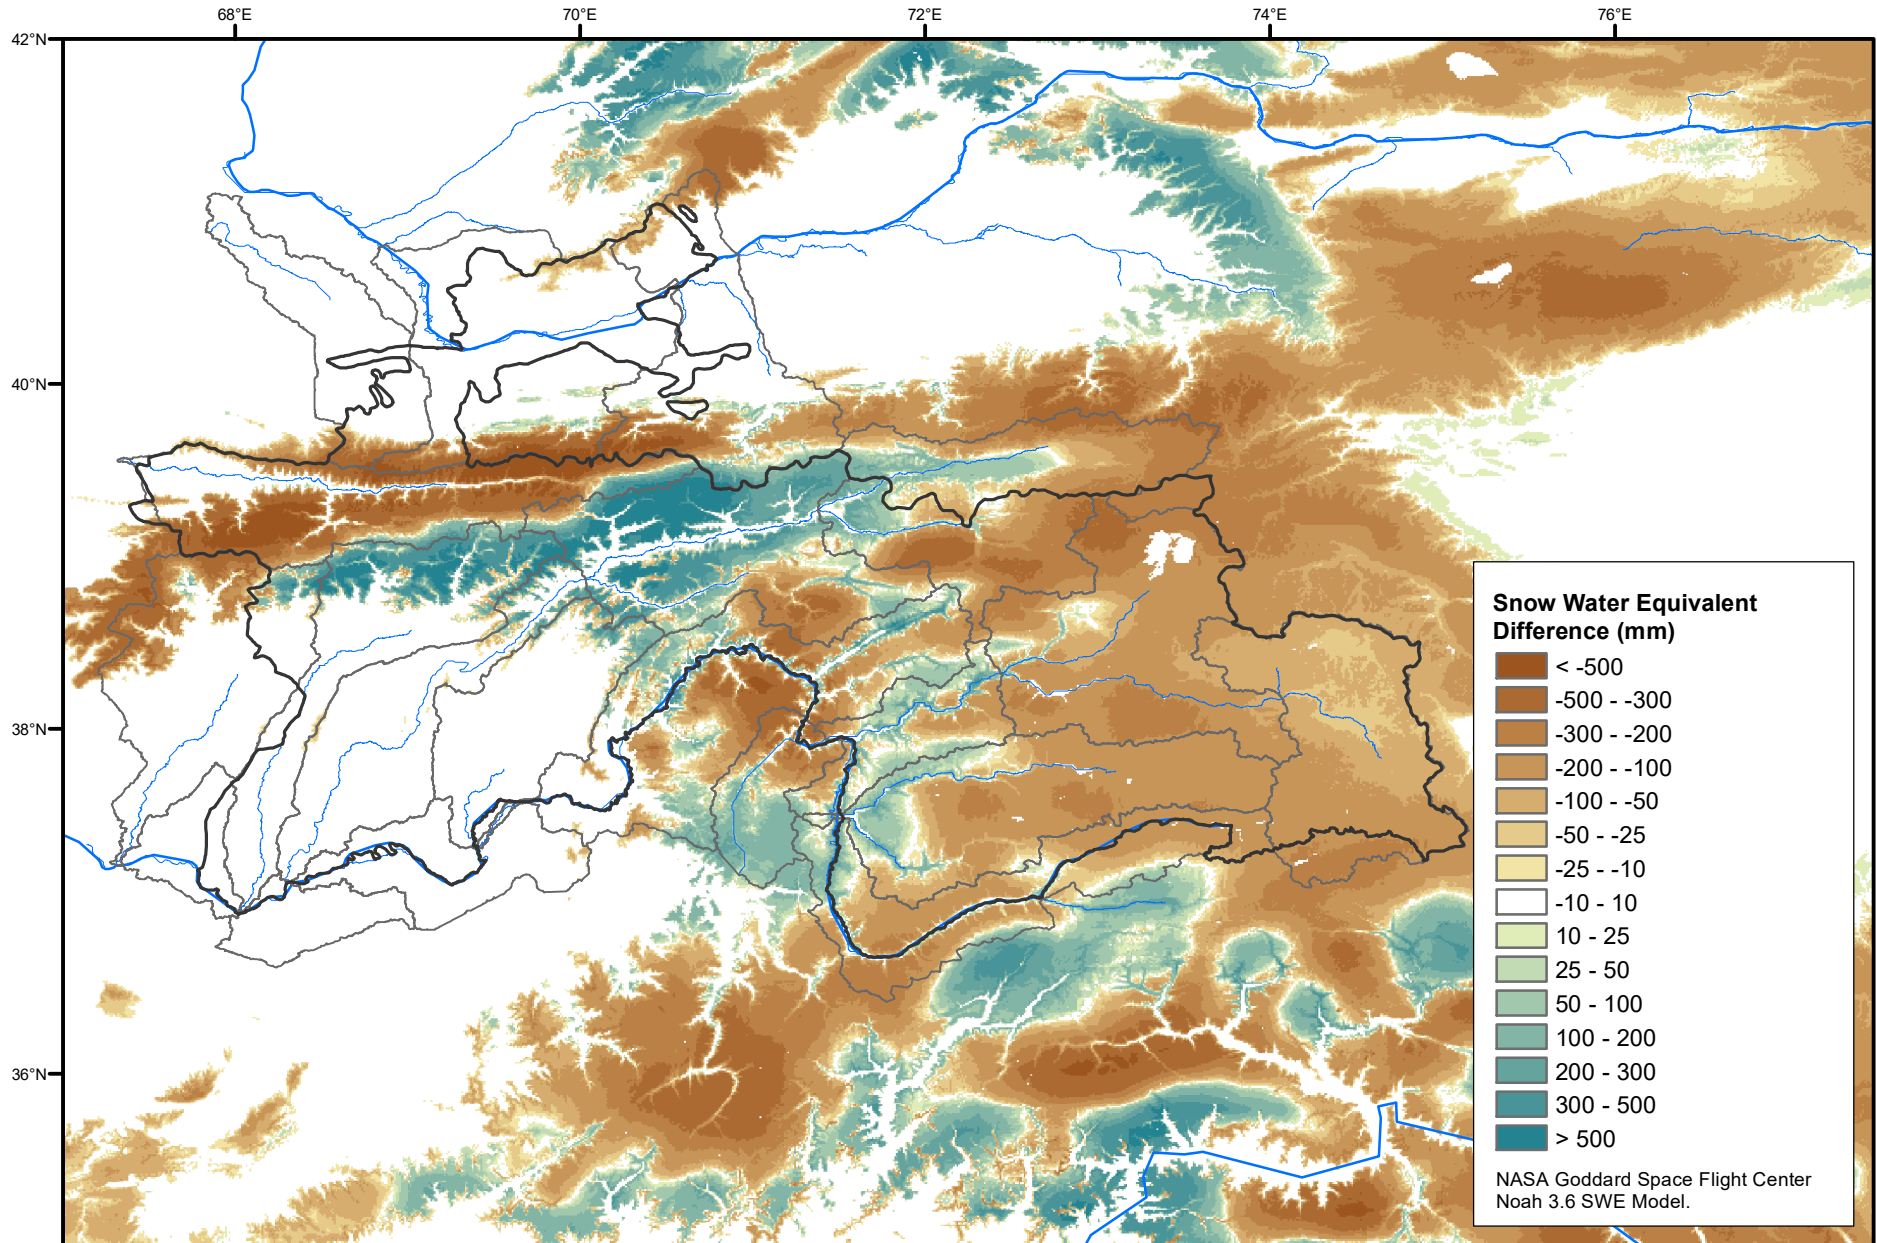 68°E 70°E 72°E 74°E 76°E
42°N
40°N
38°N
36°N
Snow Water Equivalent
Difference (mm)
< -500
-500 - -300
-300 - -200
-200 - -100
-100 - -50
-50 - -25
-25 - -10
-10 - 10
10 - 25
25 - 50
50 - 100
100 - 200
200 - 300
300 - 500
> 500
NASA Goddard Space Flight Center
Noah 3.6 SWE Model.